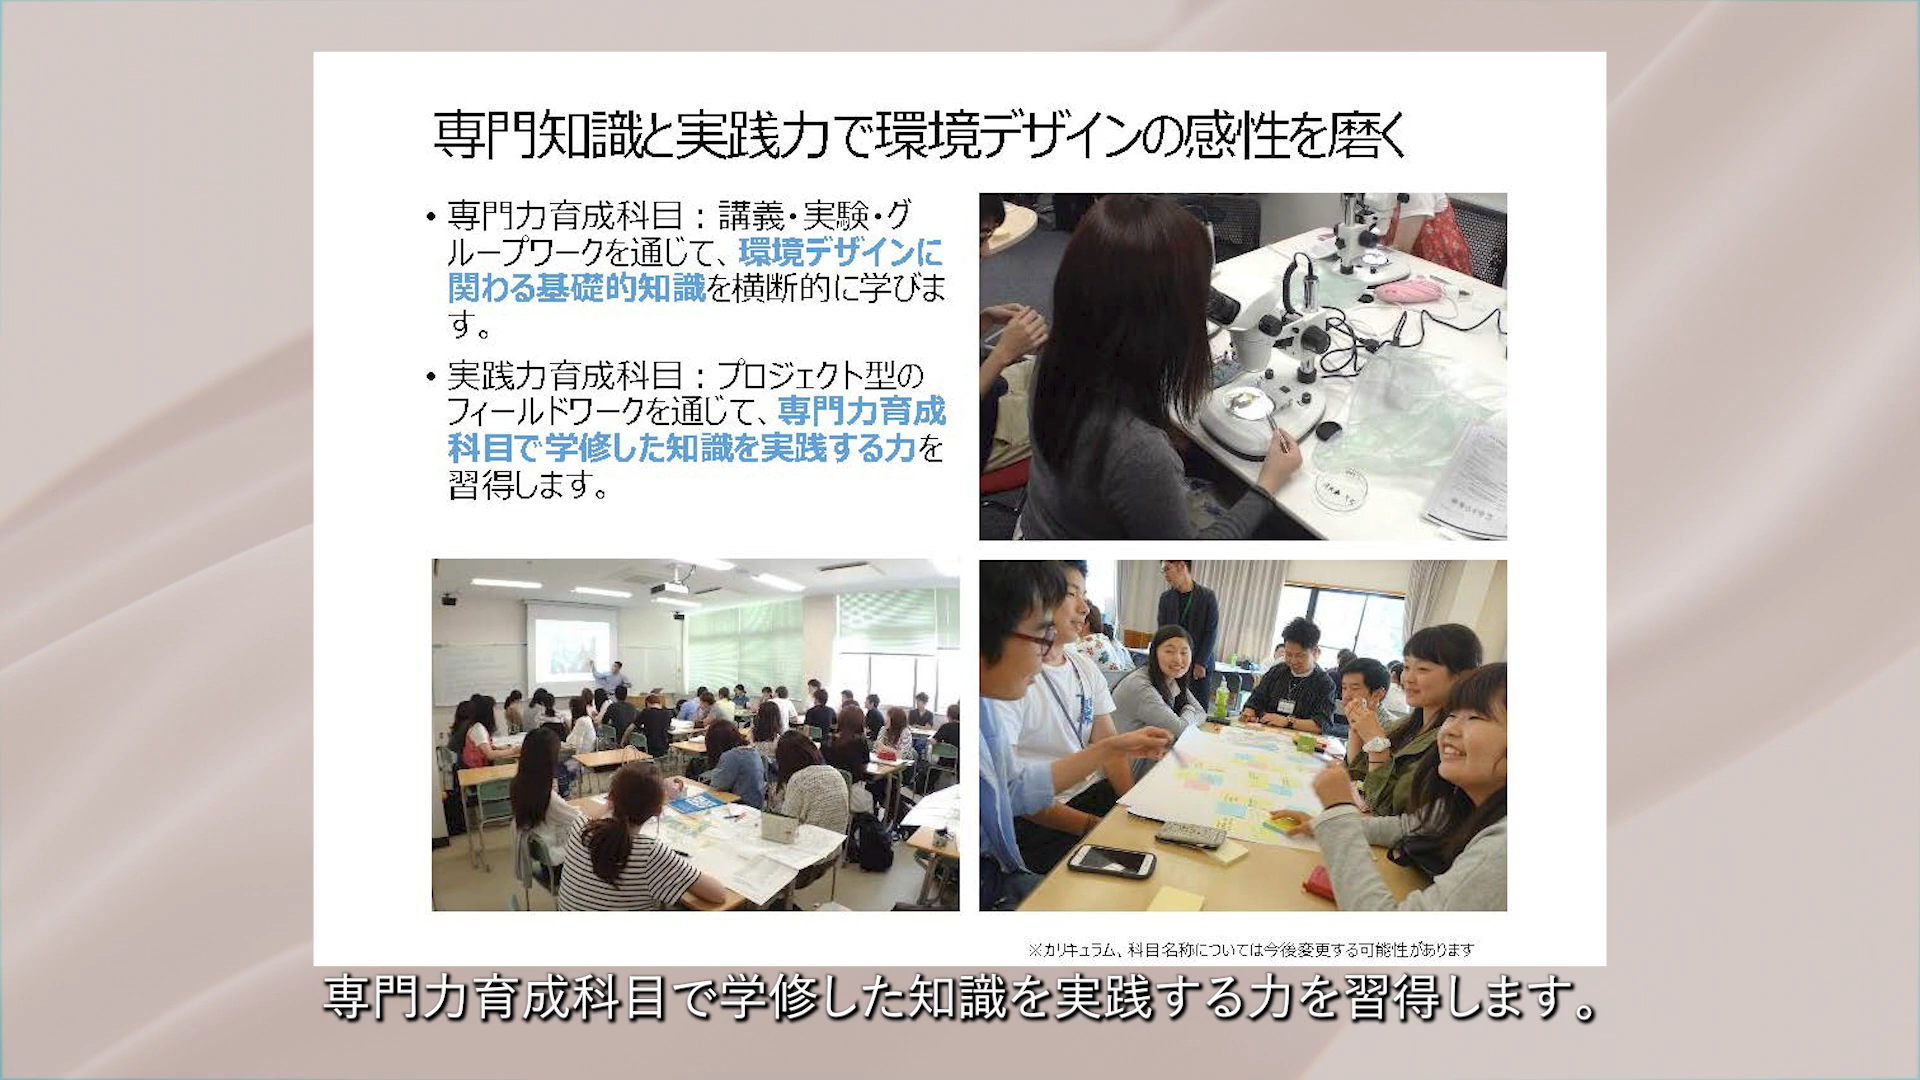 専門知識と実践力で環境デザインの感性を磨く
• 専門力育成科目：講義・実験・グ
ループワークを通じて、環境デザインに
関わる基礎的知識を横断的に学びま
す。
• 実践力育成科目：プロジェクト型の
フィールドワークを通じて、専門力育成
科目で学修した知識を実践する力を
習得します。
※カリキュラム、科目名称については今後変更する可能性があります
専門力育成科目で学修した知識を実践する力を習得します。